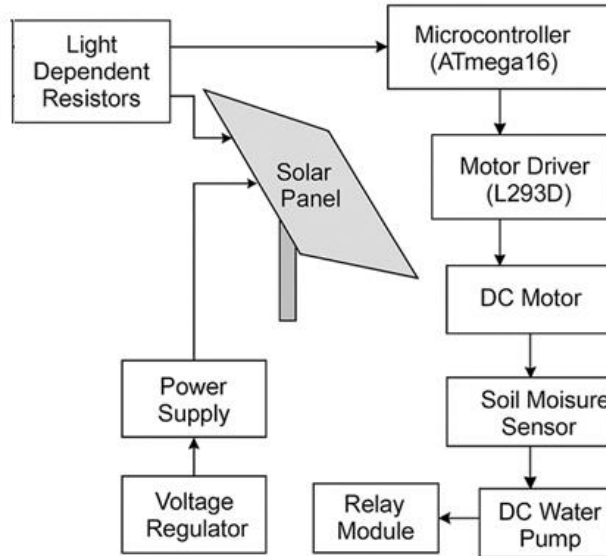 Light
Dependent
Resistors
Microcontroller
(ATmega16)
Solar
Panel
Motor Driver
(L293D)
DC Motor
Power
Supply
Soil Moisure
Sensor
Voltage
Regulator
Relay
Module
DC Water
Pump